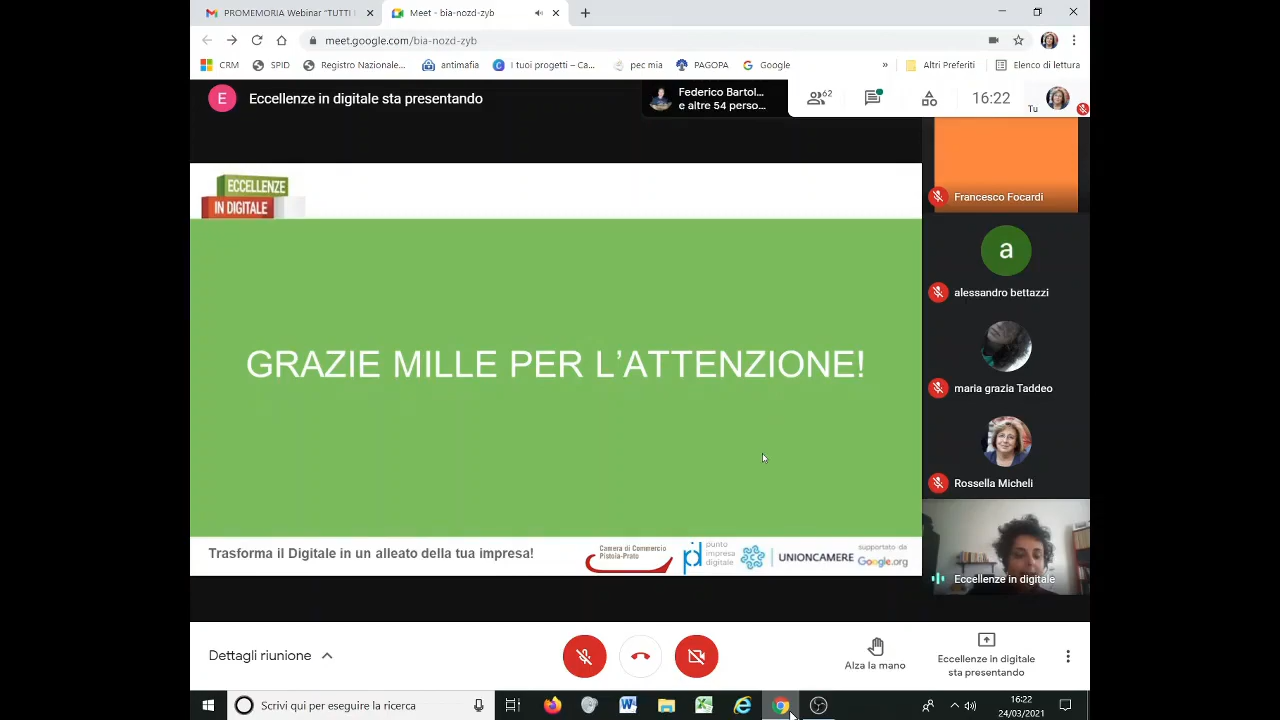 PROMEMORIA Webinar "TUTTI
Meet - bia-nozd-zyb
meet.google.com/bia-nozd-zyb
CRM
SPID
Registro Nazionale...
antimafia
I tuoi progetti – Ca...
pec mia
PAGOPA
Google
»
Altri Preferiti
Elenco di lettura
E
Eccellenze in digitale sta presentando
Federico Bartol...
e altre 54 perso...
62
16:22
Tu
ECCELLENZE
IN DIGITALE
Francesco Focardi
a
alessandro bettazzi
maria grazia Taddeo
Rossella Micheli
Eccellenze in digitale
GRAZIE MILLE PER L'ATTENZIONE!
Trasforma il Digitale in un alleato della tua impresa!
Camera di Commercio
Pistoia-Prato
pi
punto
impresa
digitale
UNIONCAMERE
supportato da
Google.org
Dettagli riunione
Alza la mano
Eccellenze in digitale
sta presentando
Scrivi qui per eseguire la ricerca
16:22
24/03/2021